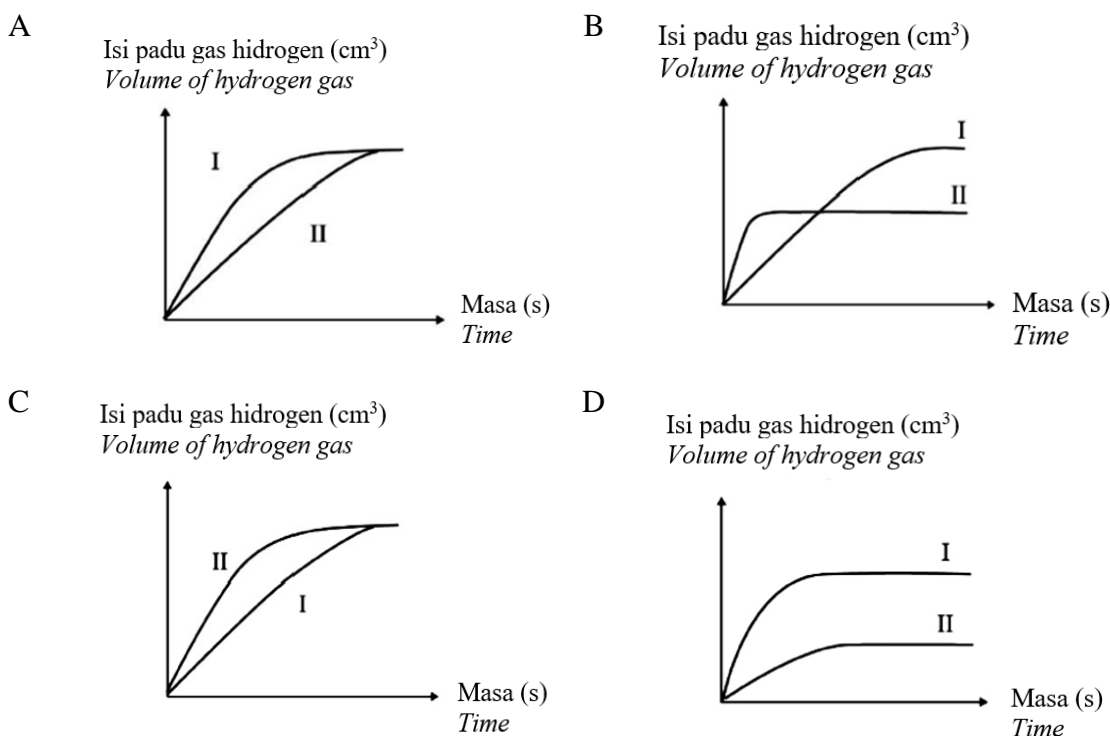 A
Isi padu gas hidrogen (cm³)
Volume of hydrogen gas
I
II
Masa (s)
Time
B
Isi padu gas hidrogen (cm³)
Volume of hydrogen gas
I
II
Masa (s)
Time
C
Isi padu gas hidrogen (cm³)
Volume of hydrogen gas
II
I
Masa (s)
Time
D
Isi padu gas hidrogen (cm³)
Volume of hydrogen gas
I
II
Masa (s)
Time